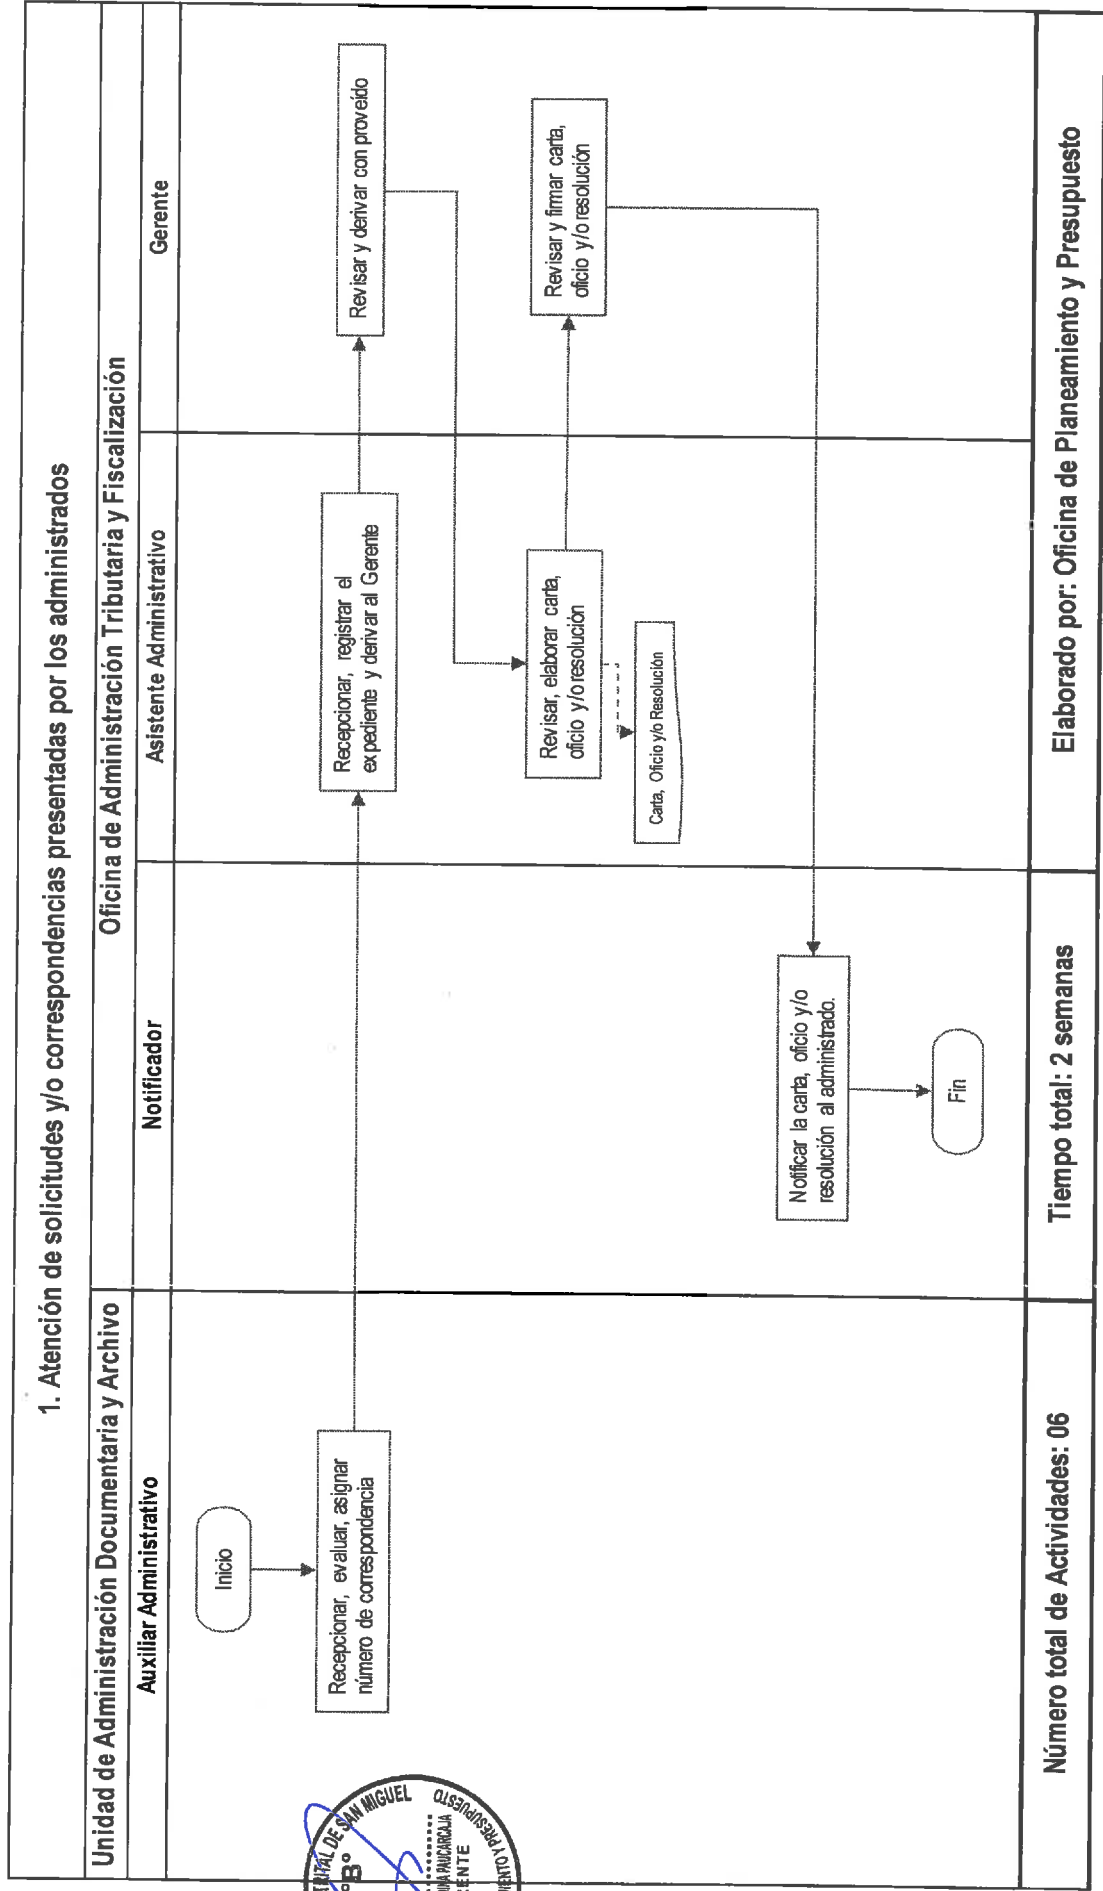 1. Atención de solicitudes y/o correspondencias presentadas por los administrados
Unidad de Administración Documentaria y Archivo
Oficina de Administración Tributaria y Fiscalización
Auxiliar Administrativo
Notificador
Asistente Administrativo
Gerente
Inicio
Recepcionar, evaluar, asignar
número de correspondencia
Recepcionar, registrar el
expediente y derivar al Gerente
Revisar y derivar con proveído
Revisar, elaborar carta,
oficio y/o resolución
Carta, Oficio y/o Resolución
Revisar y firmar carta,
oficio y/o resolución
Notificar la carta, oficio y/o
resolución al administrado.
Fin
Número total de Actividades: 06
Tiempo total: 2 semanas
Elaborado por: Oficina de Planeamiento y Presupuesto
DE SAN MIGUEL
°B°
PAUCARCAJA
ENTE
Y PRESUPUESTO